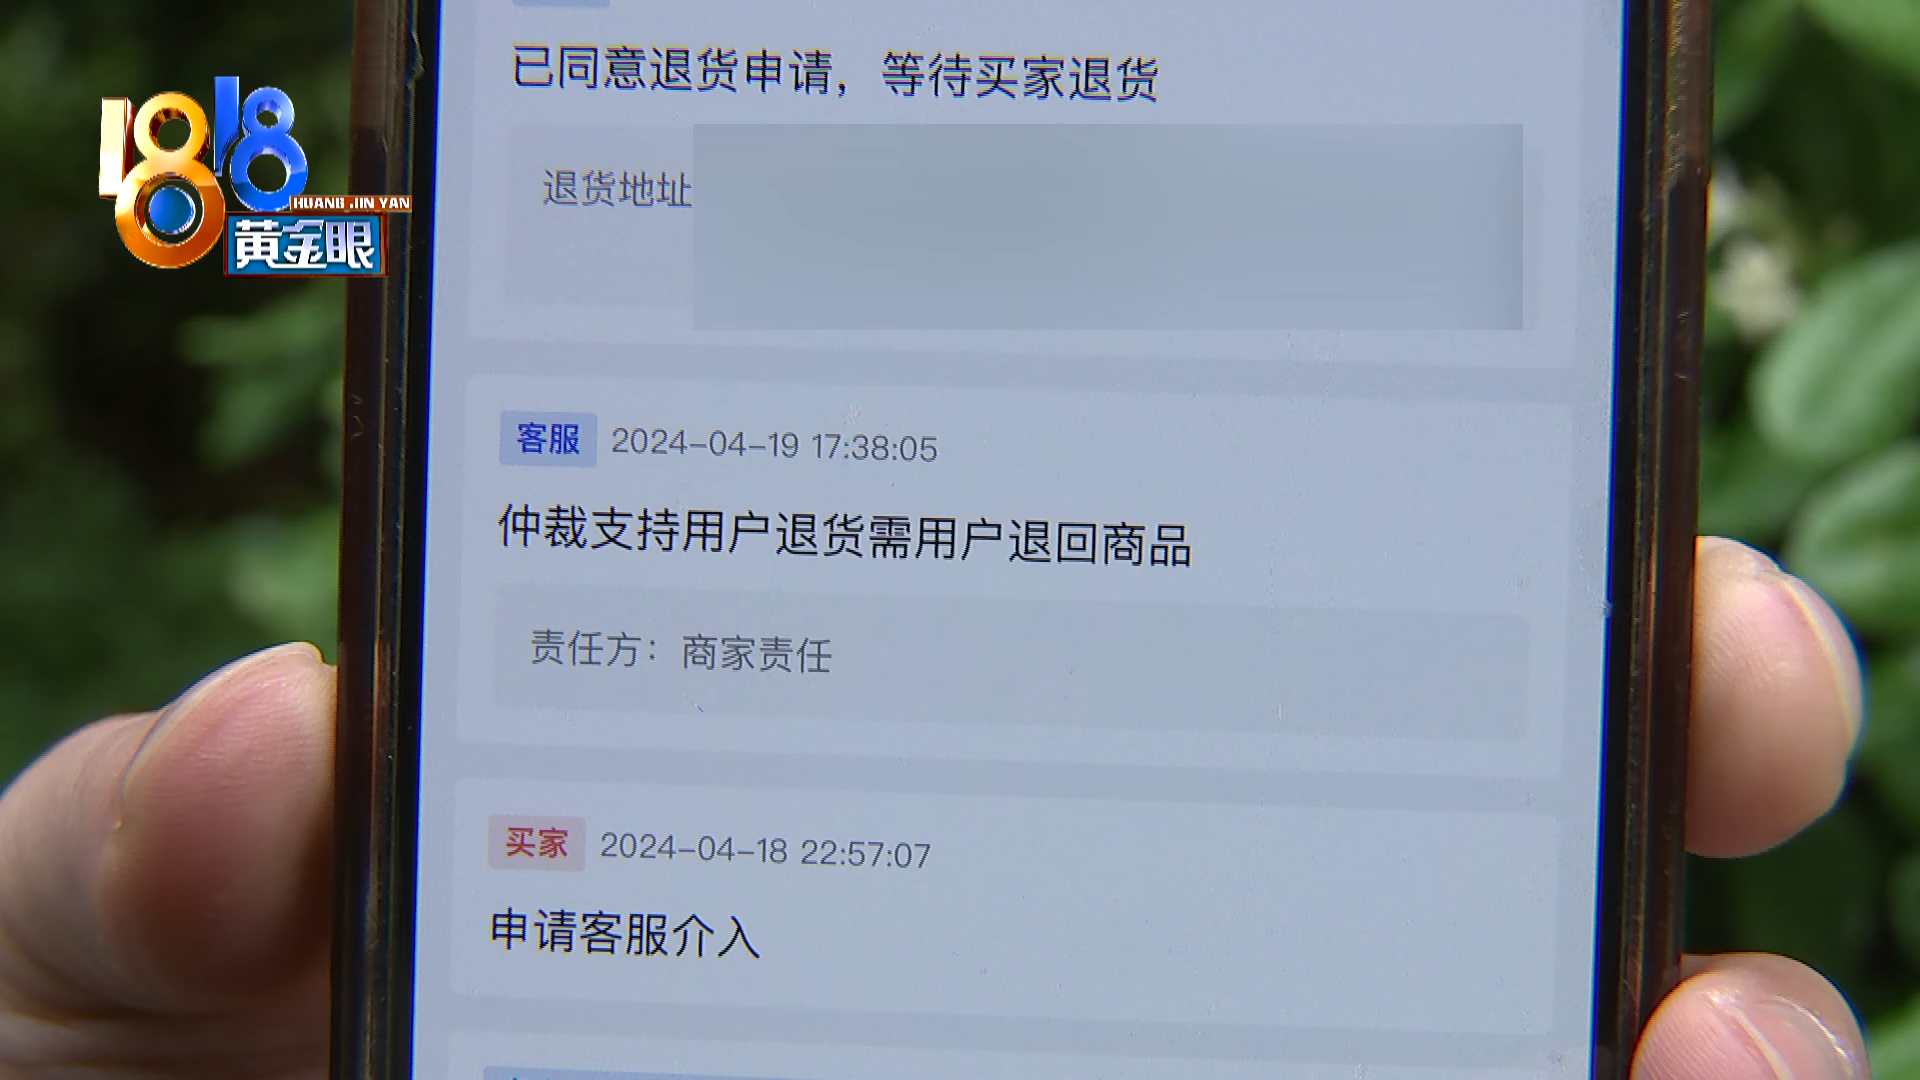 1818
HUANG JIN YAN
黄金眼
已同意退货申请，等待买家退货
退货地址
客服 2024-04-19 17:38:05
仲裁支持用户退货需用户退回商品
责任方：商家责任
买家 2024-04-18 22:57:07
申请客服介入